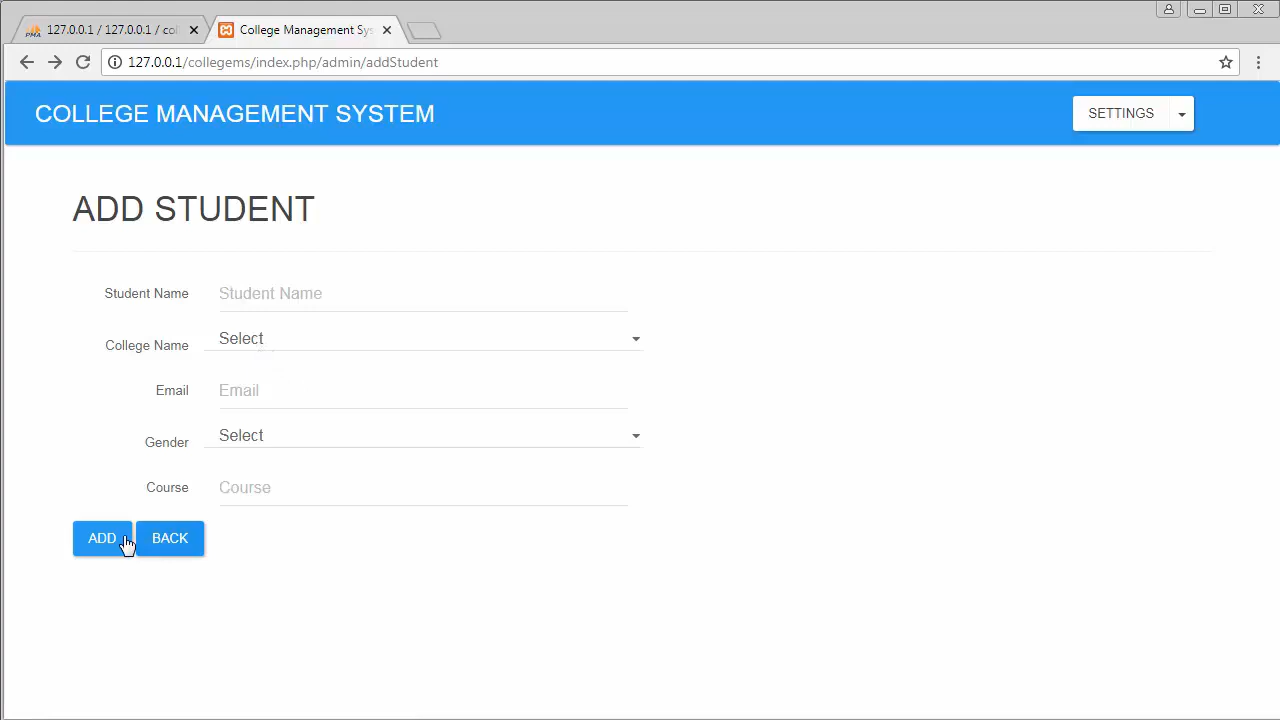 PMA 127.0.0.1 / 127.0.0.1 / col
College Management Sys
127.0.0.1/collegems/index.php/admin/addStudent
COLLEGE MANAGEMENT SYSTEM
SETTINGS
ADD STUDENT
Student Name Student Name
College Name Select
Email Email
Gender Select
Course Course
ADD BACK